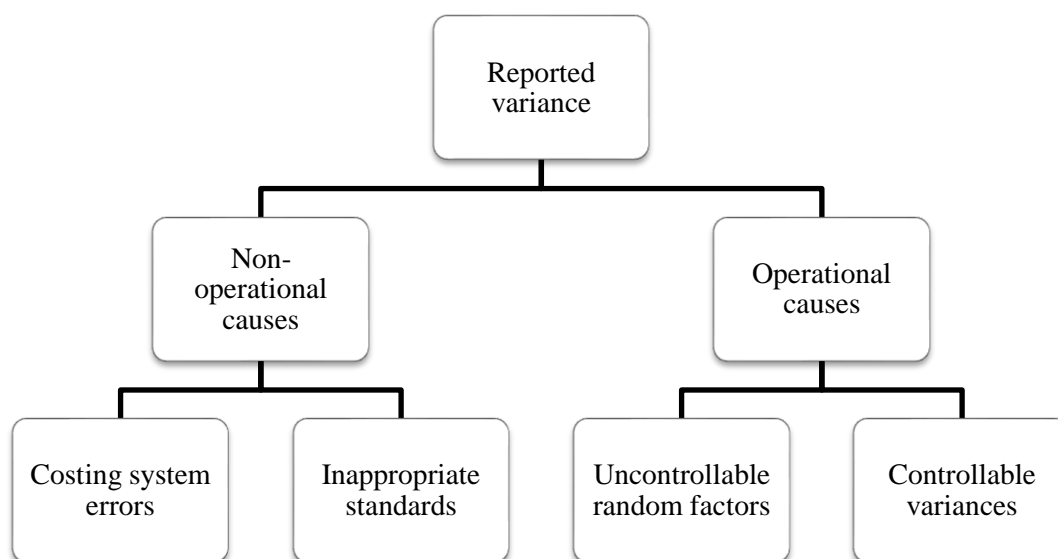 Reported
variance
Non-
operational
causes
Operational
causes
Costing system
errors
Inappropriate
standards
Uncontrollable
random factors
Controllable
variances